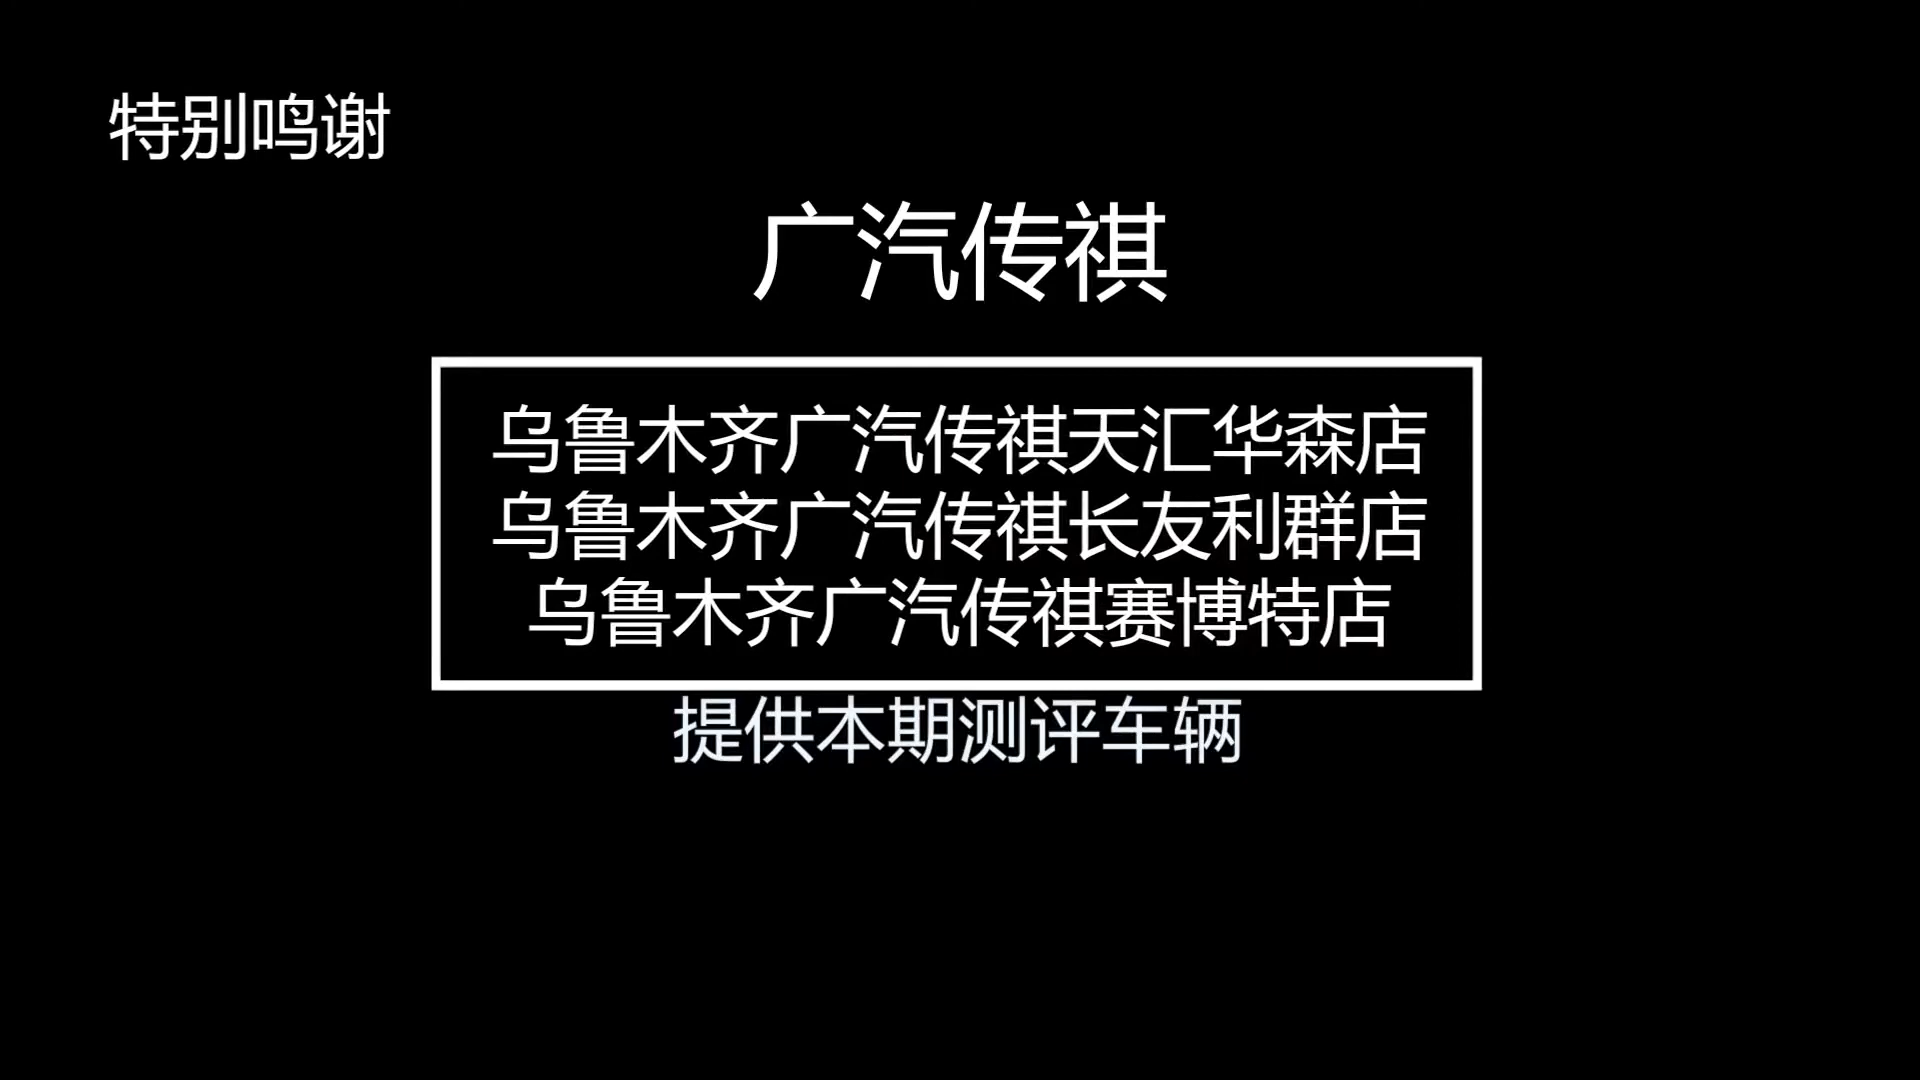 特别鸣谢
广汽传祺
乌鲁木齐广汽传祺天汇华森店
乌鲁木齐广汽传祺长友利群店
乌鲁木齐广汽传祺赛博特店
提供本期测评车辆